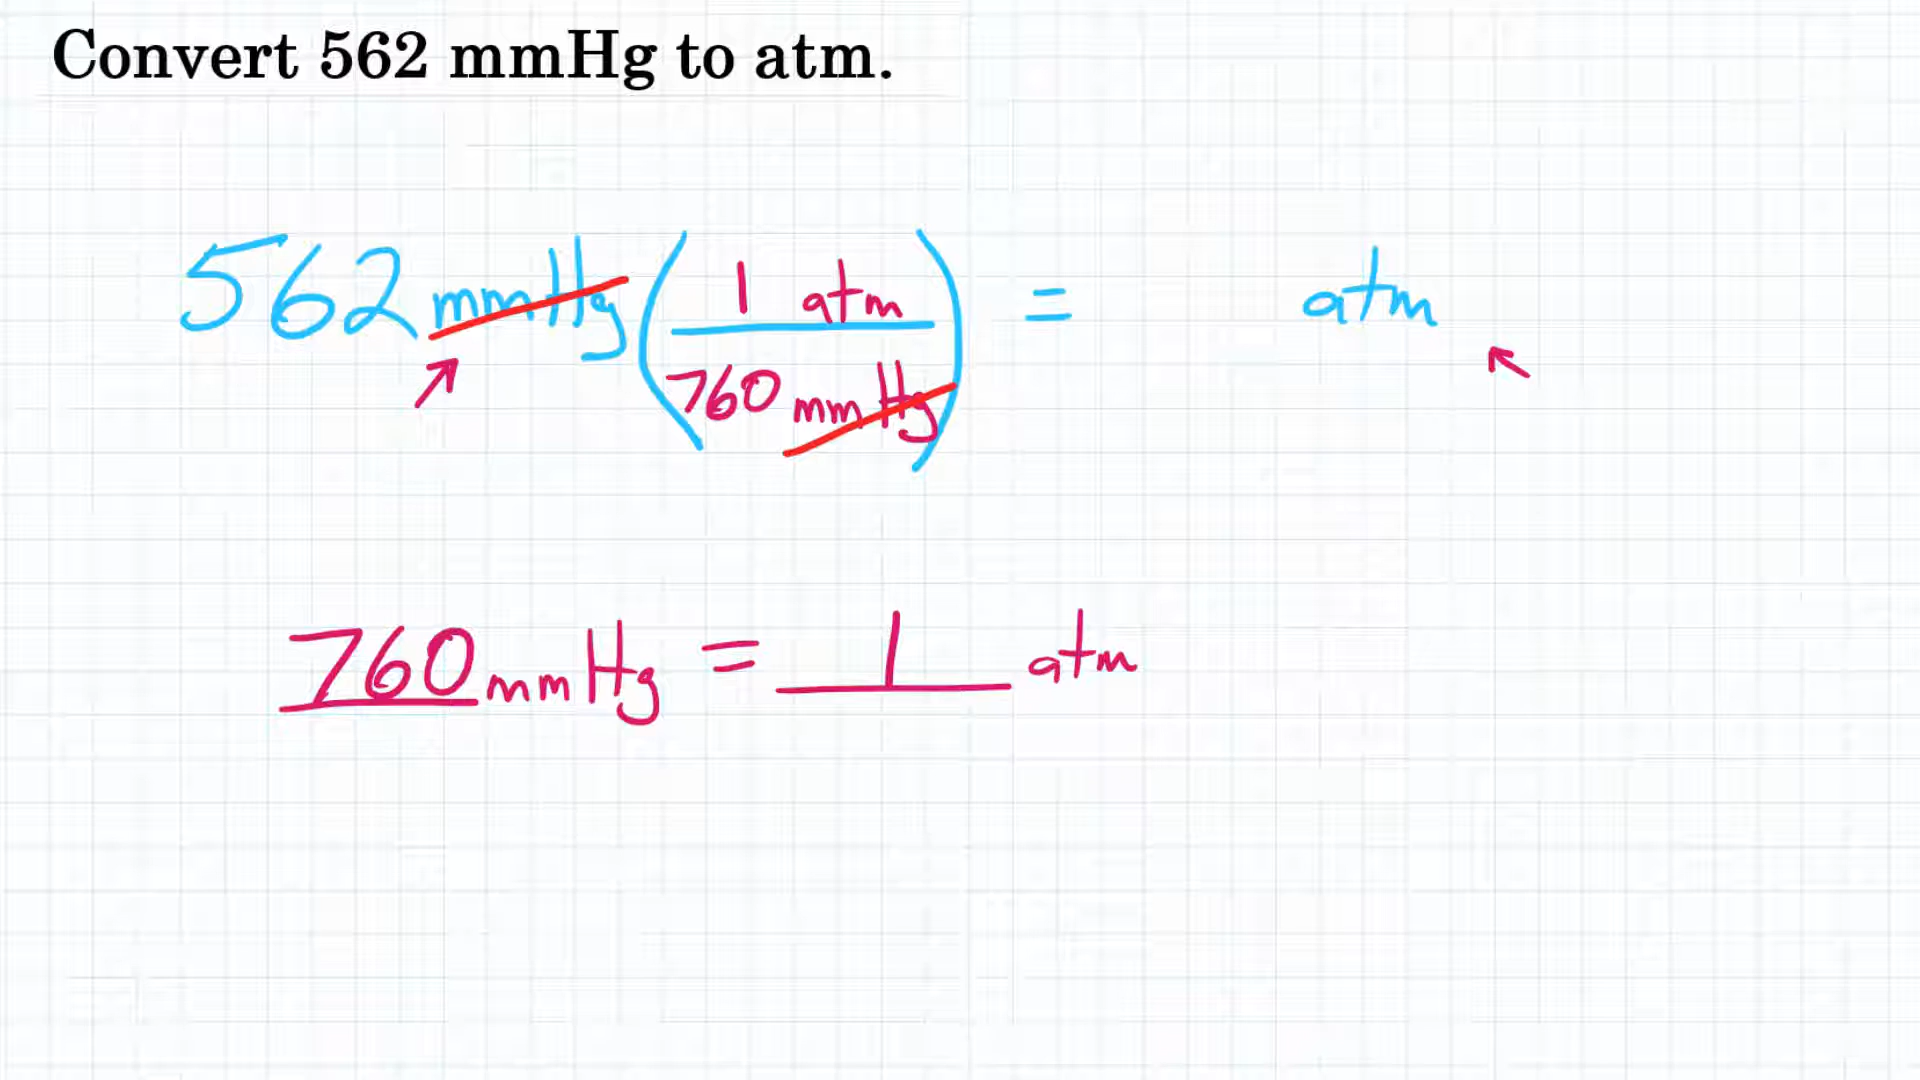 Convert 562 mmHg to atm.
562 mmHg (1 atm / 760 mmHg) = atm
760 mmHg = 1 atm